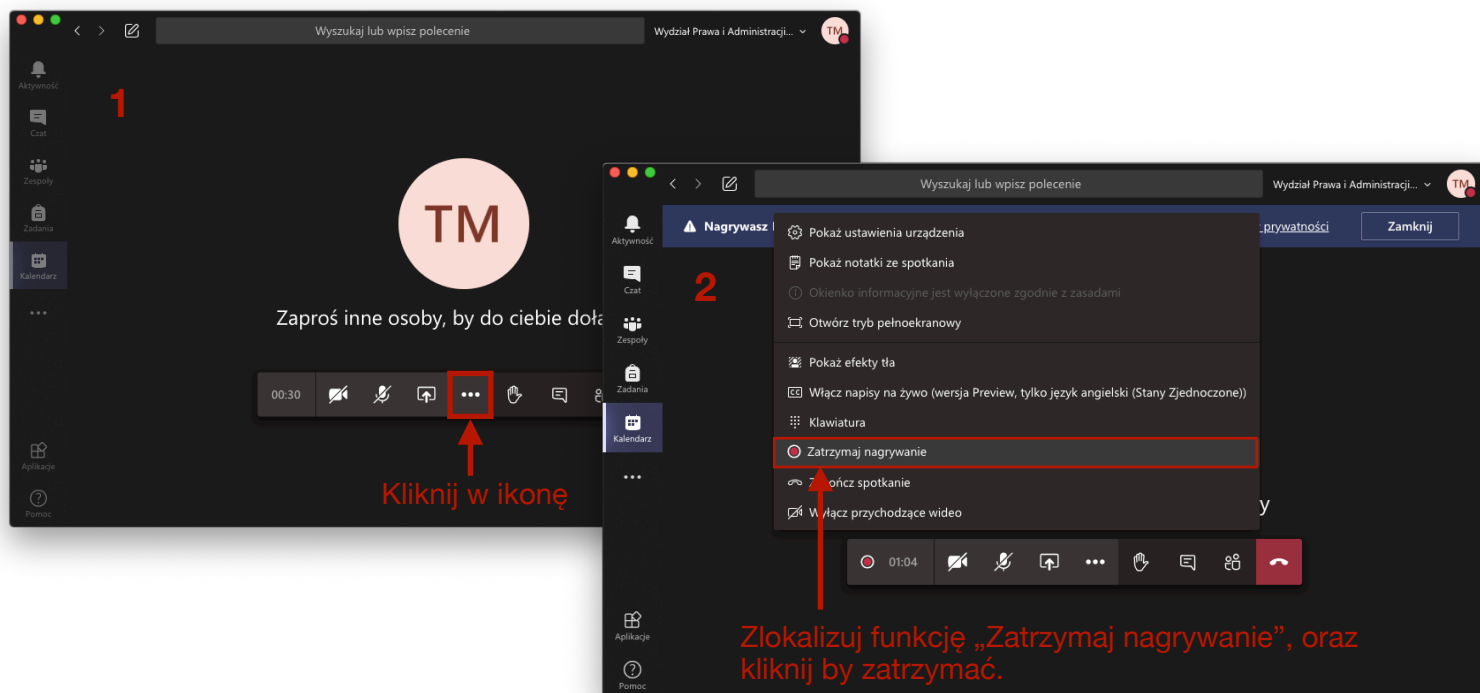 Wyszukaj lub wpisz polecenie
Wydział Prawa i Administracji...
TM
Aktywność
1
Czat
Zespoły
Zadania
Kalendarz
TM
Zaproś inne osoby, by do ciebie
00:30
Kliknij w ikonę
Aplikacje
Pomoc
Wyszukaj lub wpisz polecenie
Wydział Prawa i Administracji...
TM
Aktywność
Nagrywasz
prywatności
Zamknij
2
Czat
Zespoły
Zadania
Kalendarz
Pokaż ustawienia urządzenia
Pokaż notatki ze spotkania
Okienko informacyjne jest wyłączone zgodnie z zasadami
Otwórz tryb pełnoekranowy
Pokaż efekty tła
CC Włącz napisy na żywo (wersja Preview, tylko język angielski (Stany Zjednoczone))
Klawiatura
Zatrzymaj nagrywanie
Zakończ spotkanie
Wyłącz przychodzące wideo
01:04
Zlokalizuj funkcję „Zatrzymaj nagrywanie”, oraz
kliknij by zatrzymać.
Aplikacje
Pomoc